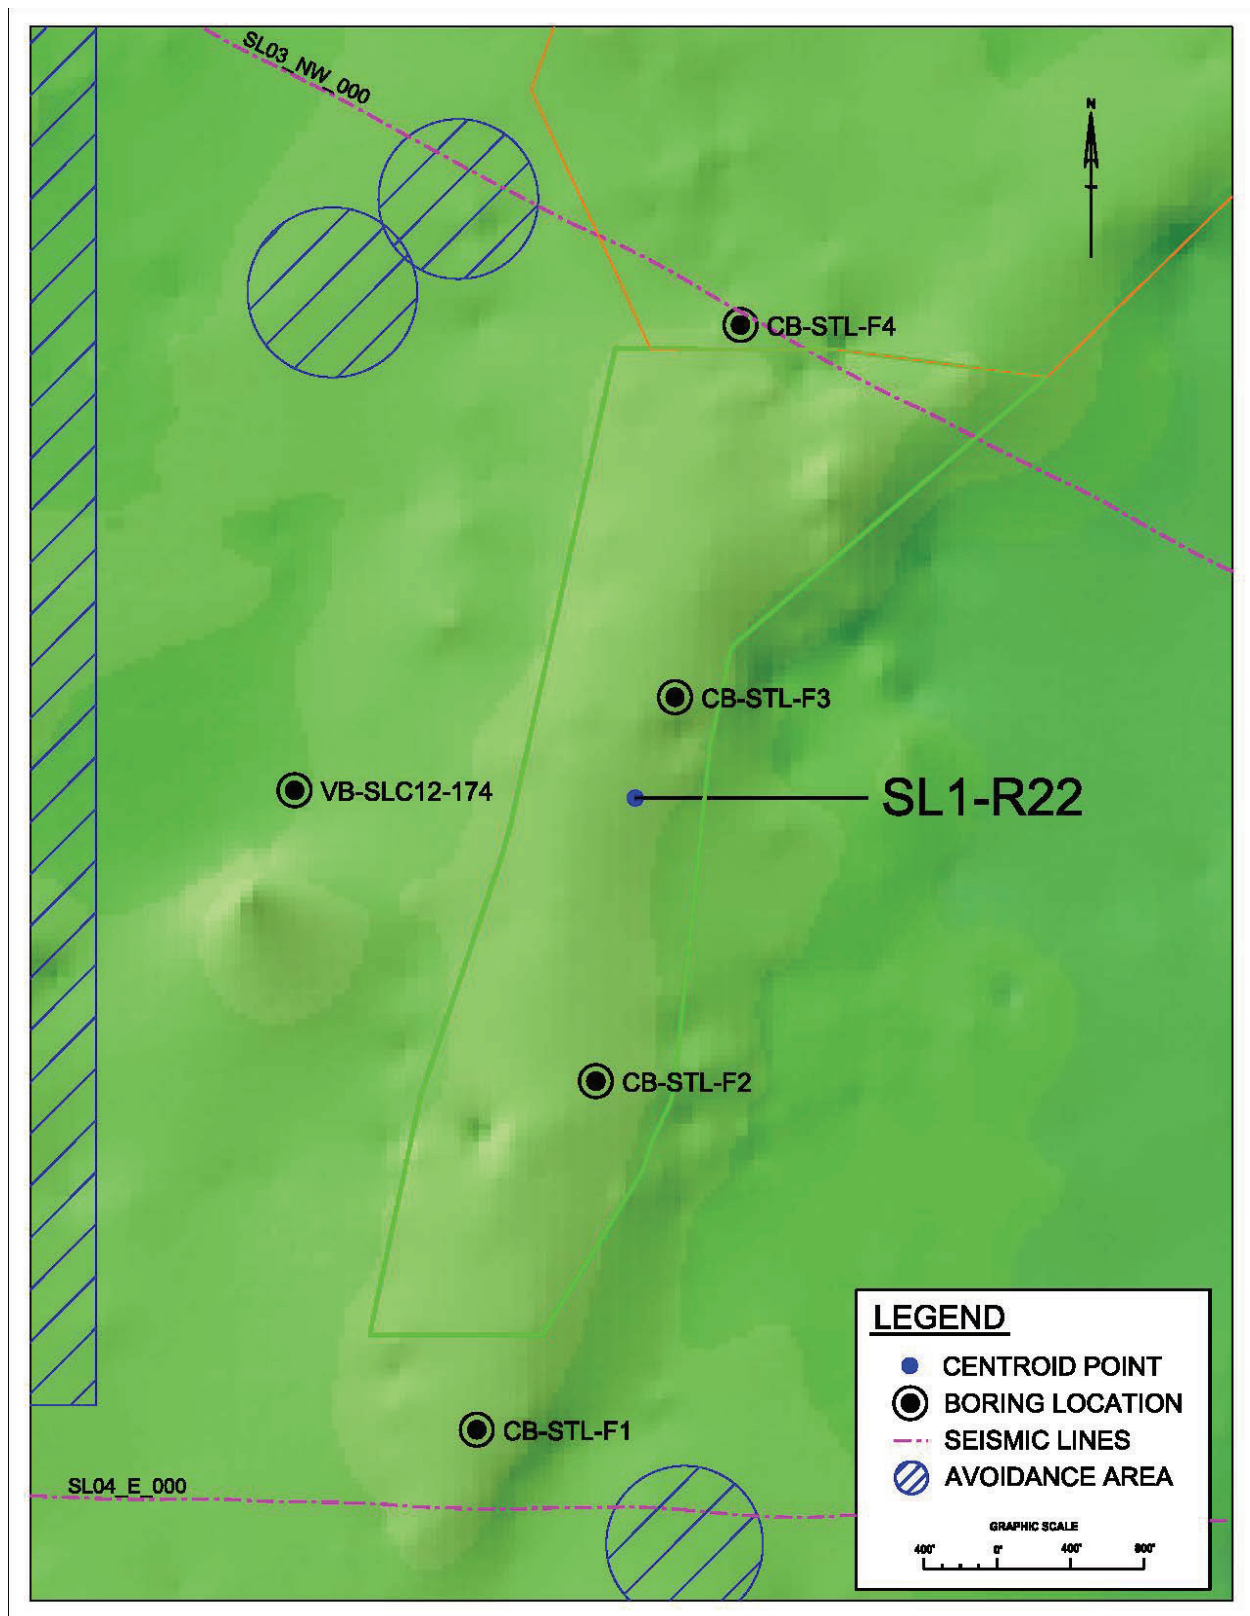 SL03_NW_000
N
CB-STL-F4
CB-STL-F3
VB-SLC12-174
SL1-R22
CB-STL-F2
CB-STL-F1
SL04_E_000
LEGEND
CENTROID POINT
BORING LOCATION
SEISMIC LINES
AVOIDANCE AREA
GRAPHIC SCALE
400' 0' 400' 800'